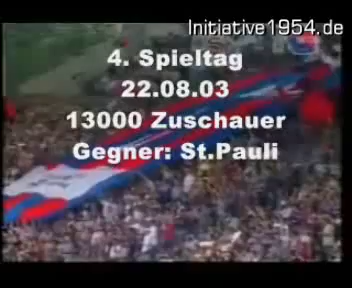 Initiative1954.de
4. Spieltag
22.08.03
13000 Zuschauer
Gegner: St.Pauli